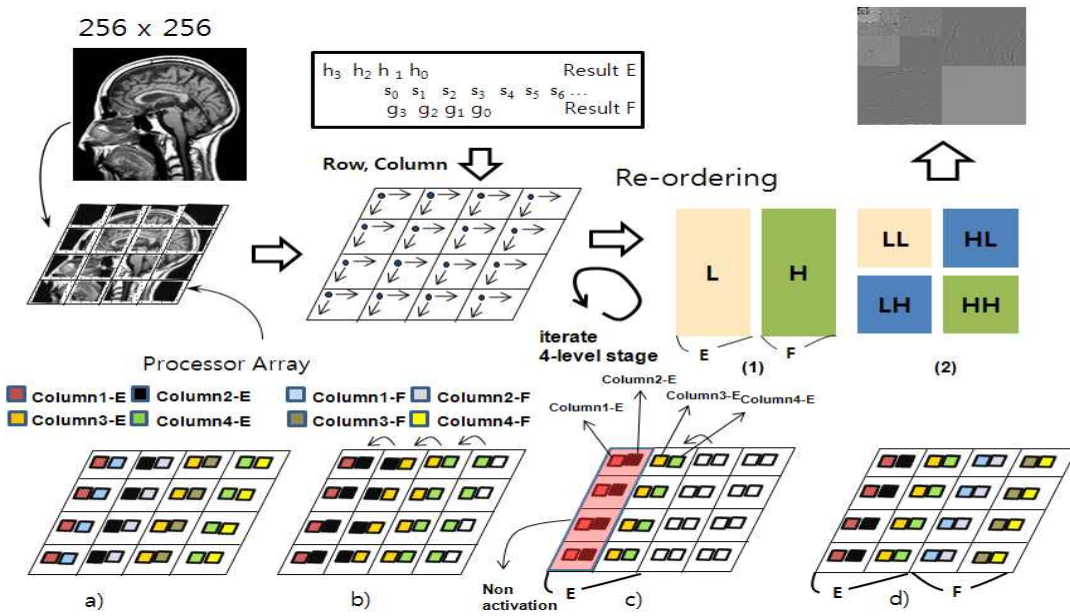 256 x 256
h3 h2 h1 h0 Result E
s0 s1 s2 s3 s4 s5 s6 ...
g3 g2 g1 g0 Result F
Row, Column
Re-ordering
L H
LL HL
LH HH
E F
(1) (2)
iterate
4-level stage
Processor Array
Column1-E Column2-E
Column3-E Column4-E
Column1-F Column2-F
Column3-F Column4-F
Column2-E
Column1-E
Column3-E
Column4-E
Non
activation
E
E F
a) b) c) d)